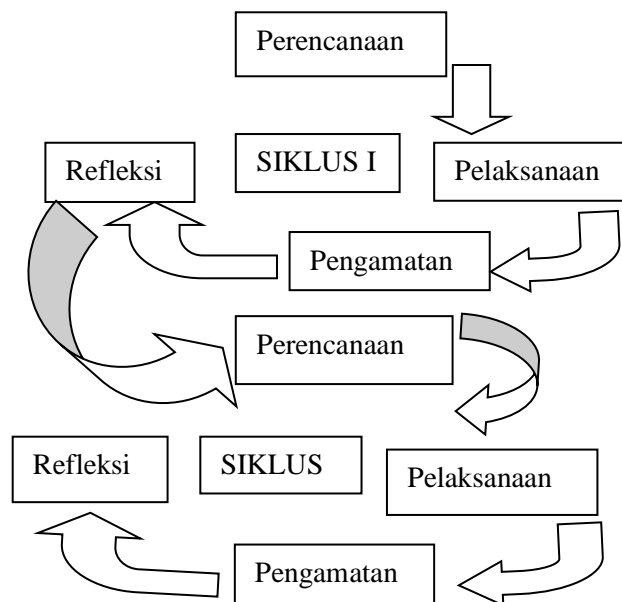 Perencanaan
Refleksi
SIKLUS I
Pelaksanaan
Pengamatan
Perencanaan
Refleksi
SIKLUS
Pelaksanaan
Pengamatan